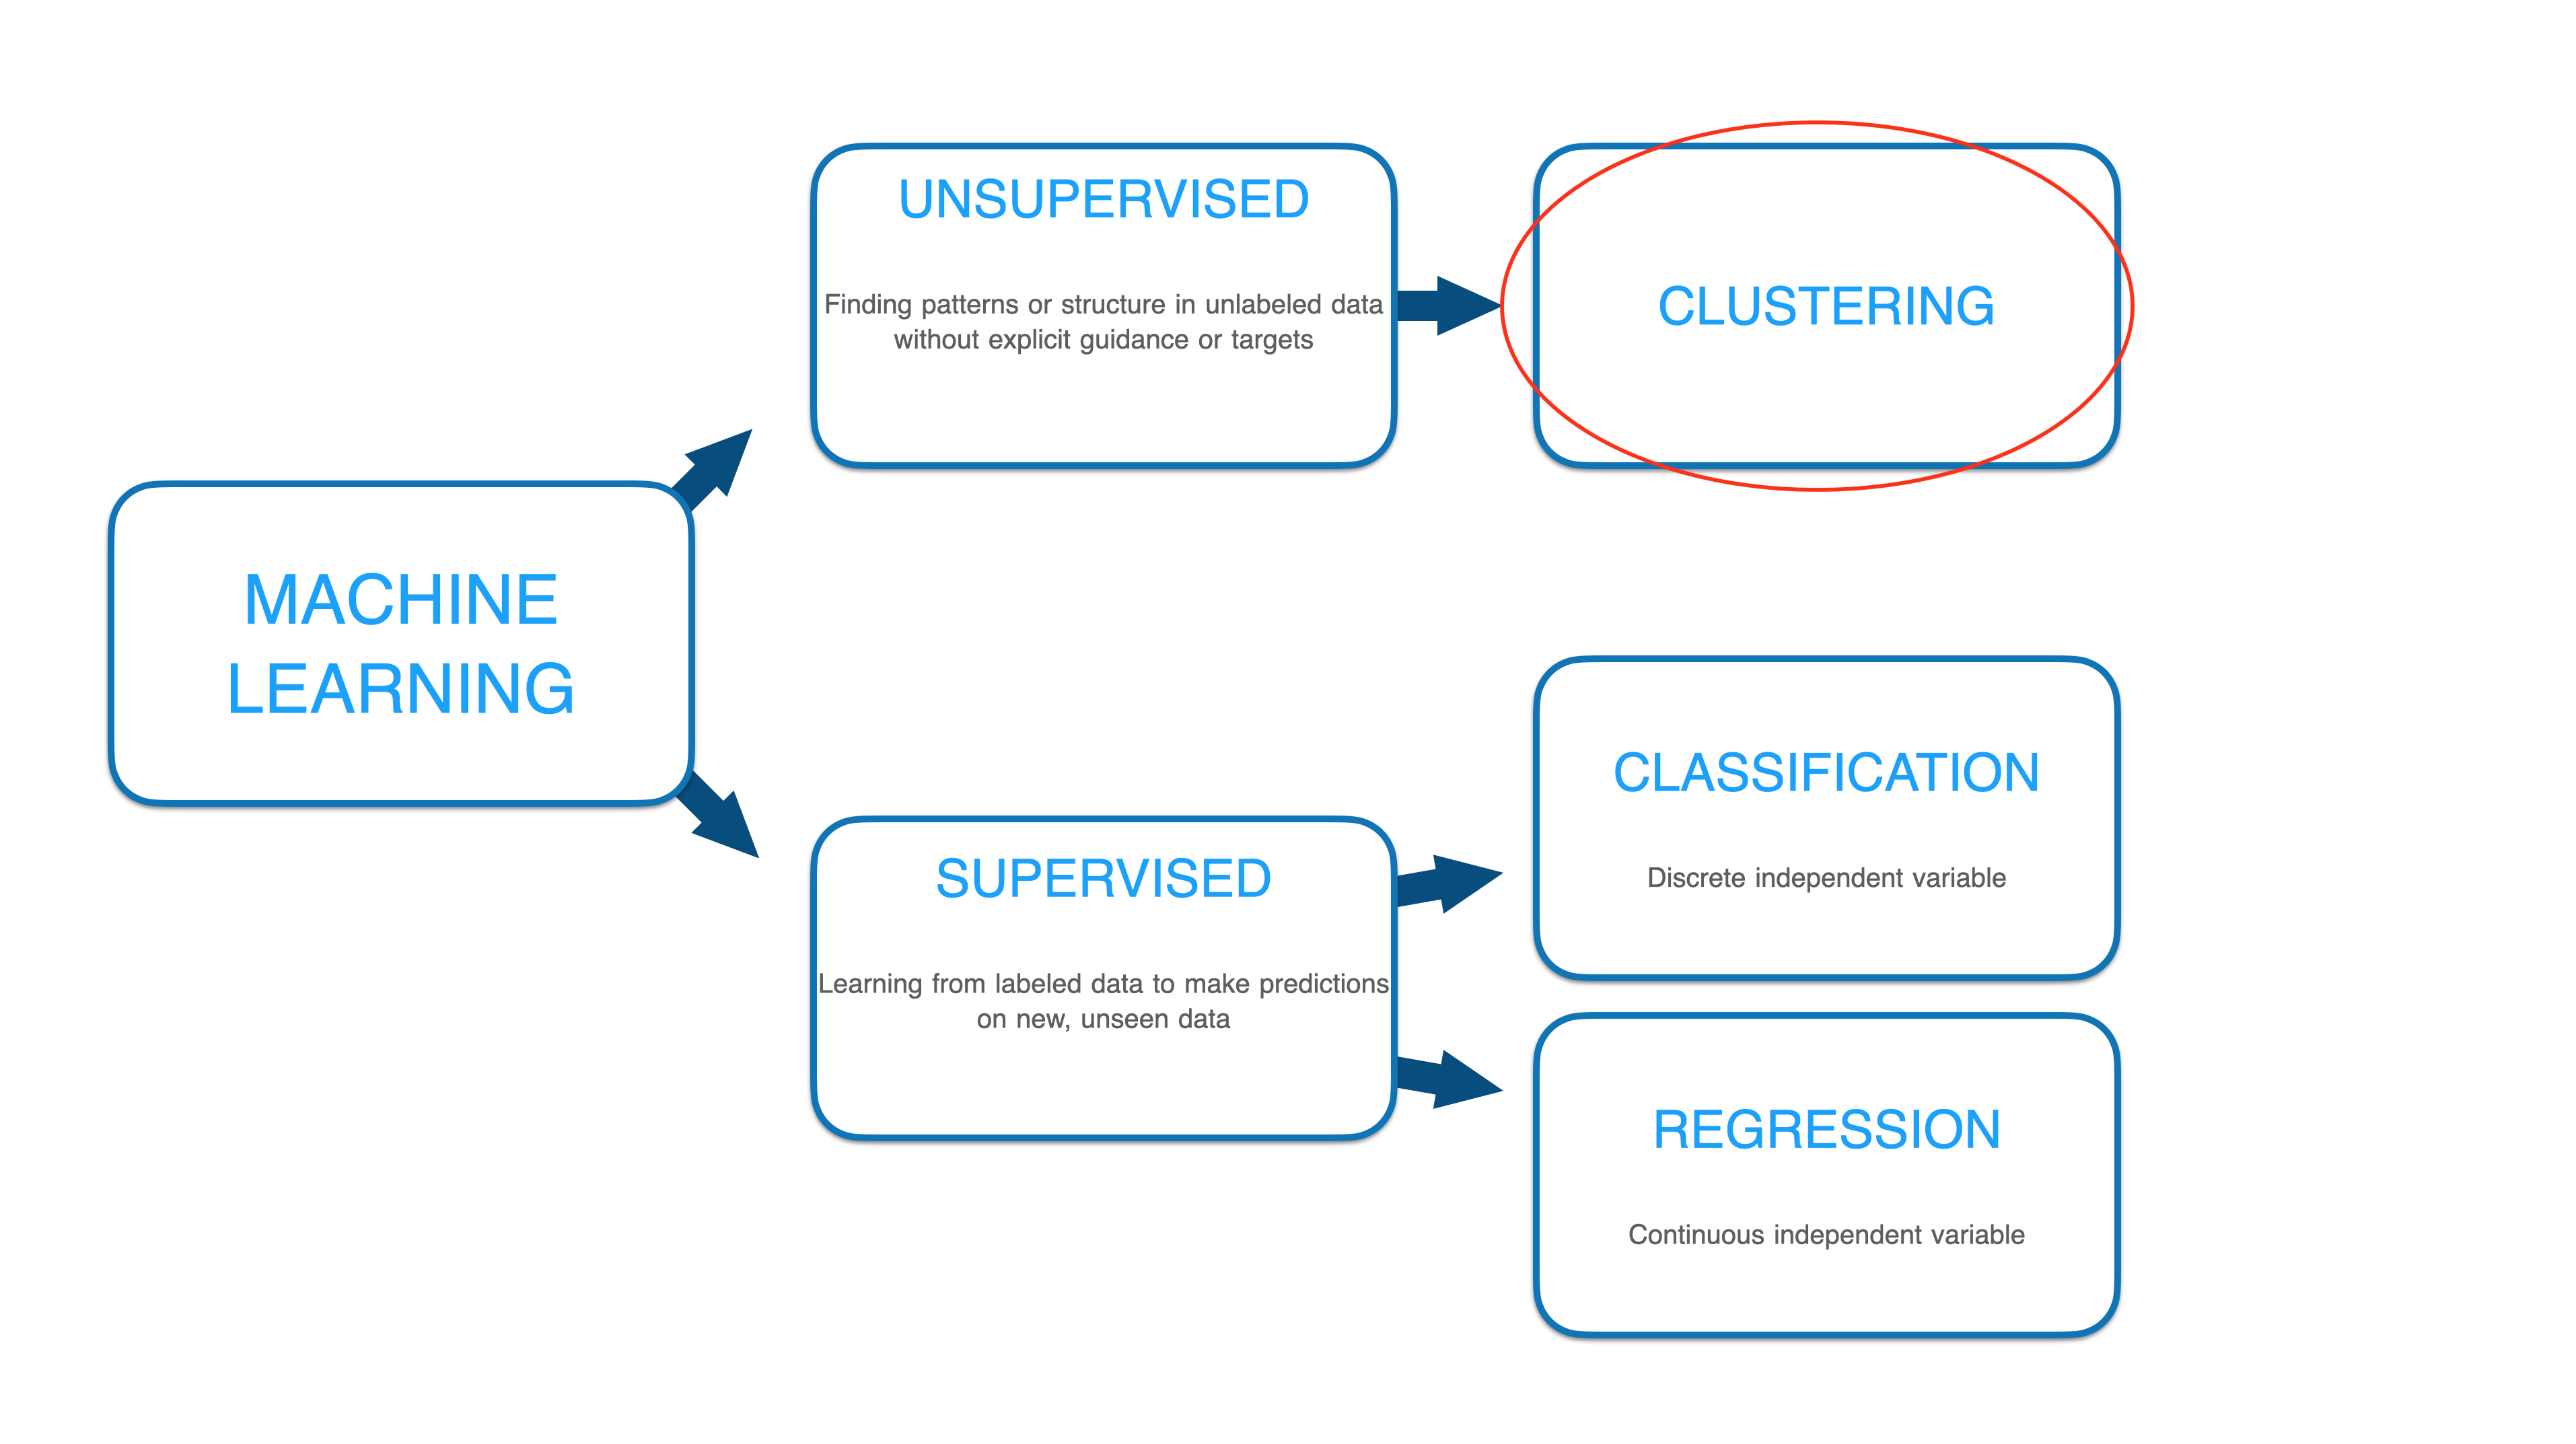 MACHINE
LEARNING
UNSUPERVISED
Finding patterns or structure in unlabeled data
without explicit guidance or targets
CLUSTERING
SUPERVISED
Learning from labeled data to make predictions
on new, unseen data
CLASSIFICATION
Discrete independent variable
REGRESSION
Continuous independent variable